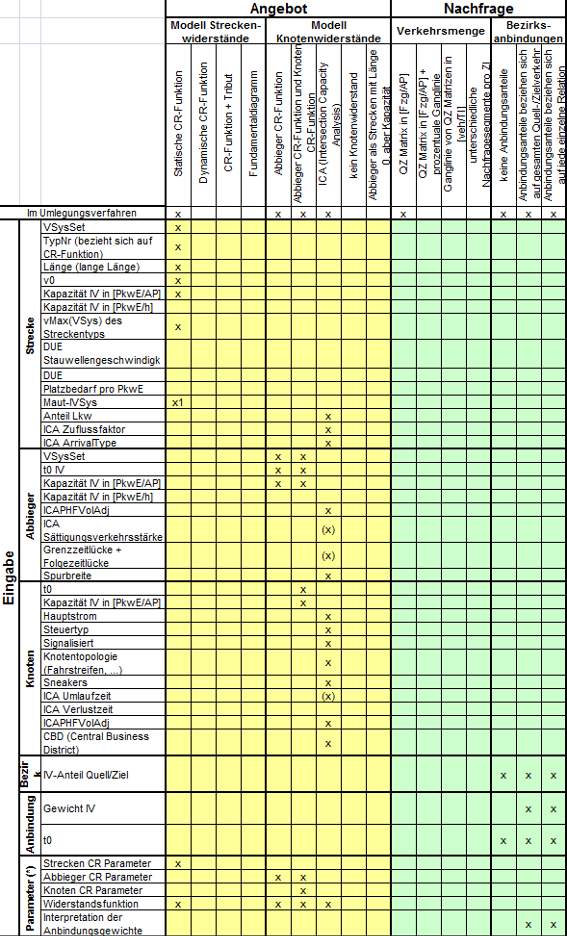 Angebot
Nachfrage
Modell Strecken-
widerstände
Modell
Knotenwiderstände
Verkehrsmenge
Bezirks-
anbindungen
Statische CR-Funktion
Dynamische CR-Funktion
CR-Funktion + Tribut
Fundamentaldiagramm
Abbieger CR-Funktion
Abbieger CR-Funktion und Knoten
CR-Funktion
ICA (Intersection Capacity
Analysis)
kein Knotenwiderstand
Abbieger als Strecken mit Länge
0, aber Kapazität
QZ Matrix in [Fzg/AP]
QZ Matrix in [Fzg/AP] +
prozentuale Ganglinie
Ganglinie von QZ Matrizen in
[veh/TI]
unterschiedliche
Nachfragesegmente pro ZI
keine Anbindungsanteile
Anbindungsanteile beziehen sich
auf gesamten Quell-/Zielverkehr
Anbindungsanteile beziehen sich
auf jede einzelne Relation
Im Umlegungsverfahren x x x x x x x x
Eingabe
Strecke
VSysSet x
TypNr (bezieht sich auf
CR-Funktion) x
Länge (lange Länge) x
v0 x
Kapazität IV in [PkwE/AP] x
Kapazität IV in [PkwE/h]
vMax(VSys) des
Streckentyps x
DUE
Stauwellengeschwindigk
DUE
Platzbedarf pro PkwE
Maut-IVSys x1
Anteil Lkw x
ICA Zuflussfaktor x
ICA ArrivalType x
Abbieger
VSysSet x x
t0 IV x x
Kapazität IV in [PkwE/AP] x x
Kapazität IV in [PkwE/h]
ICAPHFVolAdj x
ICA
Sättigungsverkehrsstärke (x)
Grenzzeitlücke +
Folgezeitlücke (x)
Spurbreite x
Knoten
t0 x
Kapazität IV in [PkwE/AP] x
Hauptstrom x
Steuertyp x
Signalisiert x
Knotentopologie
(Fahrstreifen, ...) x
Sneakers x
ICA Umlaufzeit (x)
ICA Verlustzeit
ICAPHFVolAdj x
CBD (Central Business
District) x
Bezir
k
IV-Anteil Quell/Ziel x x x
Anbindung
Gewicht IV x x
t0 x x x
Parameter (*)
Strecken CR Parameter x
Abbieger CR Parameter x x
Knoten CR Parameter x
Widerstandsfunktion x x x x
Interpretation der
Anbindungsgewichte x x